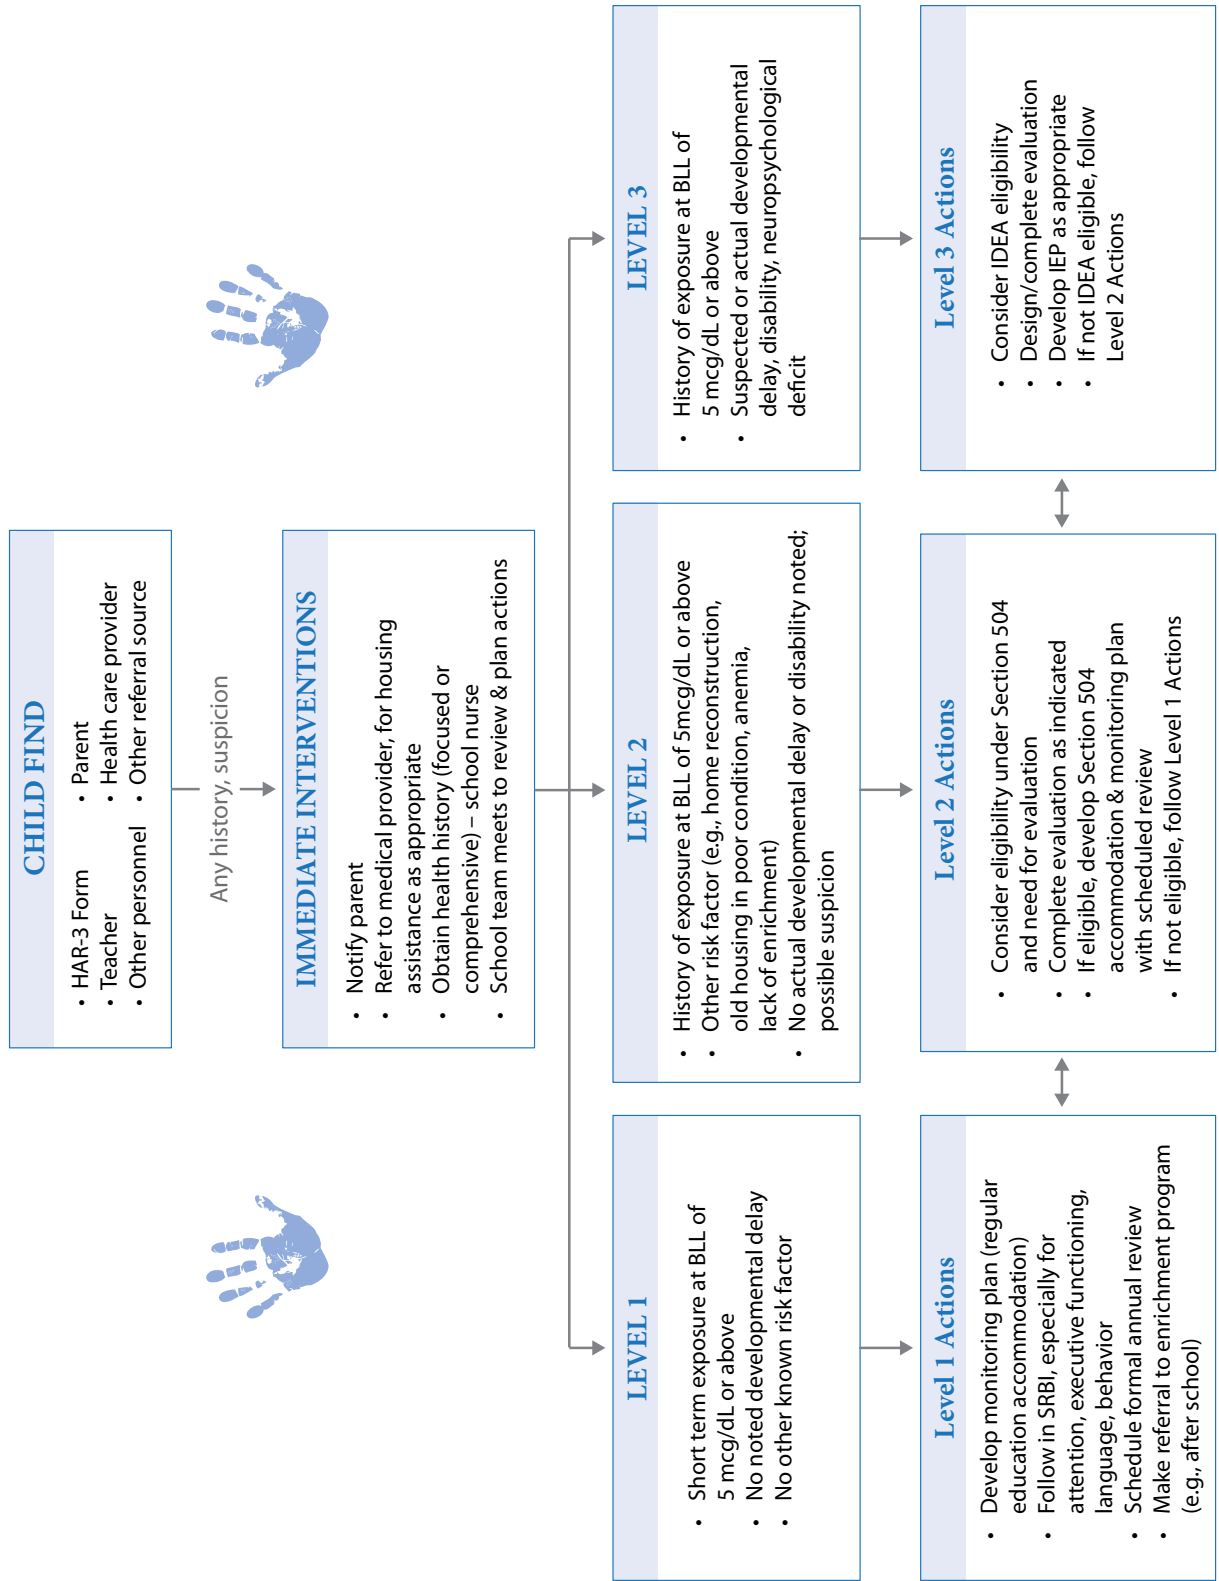 CHILD FIND
• HAR-3 Form
• Teacher
• Other personnel
• Parent
• Health care provider
• Other referral source
Any history, suspicion
IMMEDIATE INTERVENTIONS
• Notify parent
• Refer to medical provider, for housing
assistance as appropriate
• Obtain health history (focused or
comprehensive) – school nurse
• School team meets to review & plan actions
LEVEL 1
• Short term exposure at BLL of
5 mcg/dL or above
• No noted developmental delay
• No other known risk factor
LEVEL 2
• History of exposure at BLL of 5mcg/dL or above
• Other risk factor (e.g., home reconstruction,
old housing in poor condition, anemia,
lack of enrichment)
• No actual developmental delay or disability noted;
possible suspicion
LEVEL 3
• History of exposure at BLL of
5 mcg/dL or above
• Suspected or actual developmental
delay, disability, neuropsychological
deficit
Level 1 Actions
• Develop monitoring plan (regular
education accommodation)
• Follow in SRBI, especially for
attention, executive functioning,
language, behavior
• Schedule formal annual review
• Make referral to enrichment program
(e.g., after school)
Level 2 Actions
• Consider eligibility under Section 504
and need for evaluation
• Complete evaluation as indicated
• If eligible, develop Section 504
accommodation & monitoring plan
with scheduled review
• If not eligible, follow Level 1 Actions
Level 3 Actions
• Consider IDEA eligibility
• Design/complete evaluation
• Develop IEP as appropriate
• If not IDEA eligible, follow
Level 2 Actions